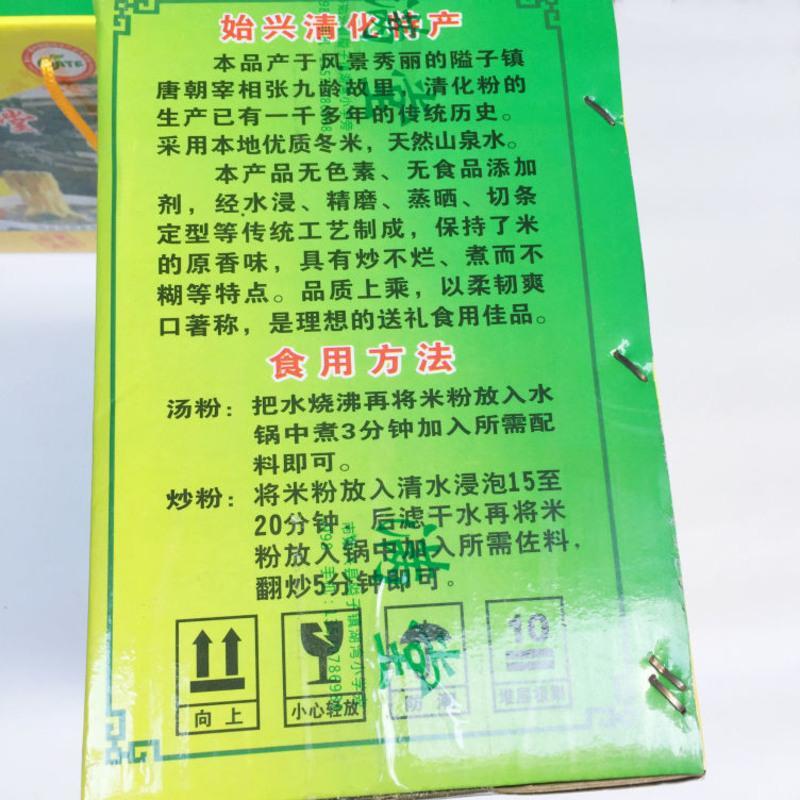 始兴清化特产
本品产于风景秀丽的隘子镇
唐朝宰相张九龄故里，清化粉的
生产已有一千多年的传统历史。
采用本地优质冬米，天然山泉水。
本产品无色素、无食品添加
剂，经水浸、精磨、蒸晒、切条
定型等传统工艺制成，保持了米
的原香味，具有炒不烂、煮而不
糊等特点。品质上乘，以柔韧爽
口著称，是理想的送礼食用佳品。
食用方法
汤粉：把水烧沸再将米粉放入水
锅中煮3分钟加入所需配
料即可。
炒粉：将米粉放入清水浸泡15至
20分钟，后滤干水再将米
粉放入锅中加入所需佐料，
翻炒5分钟即可。
10
向上 小心轻放 防潮 堆层极限
堂